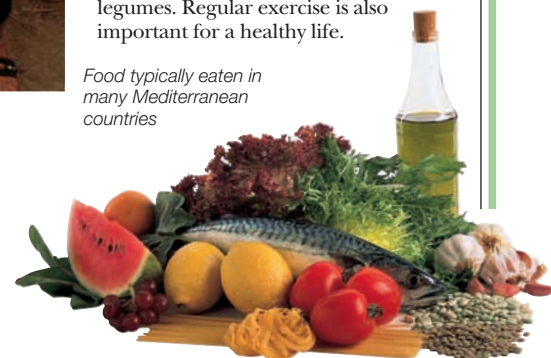 legumes. Regular exercise is also
important for a healthy life.
Food typically eaten in
many Mediterranean
countries